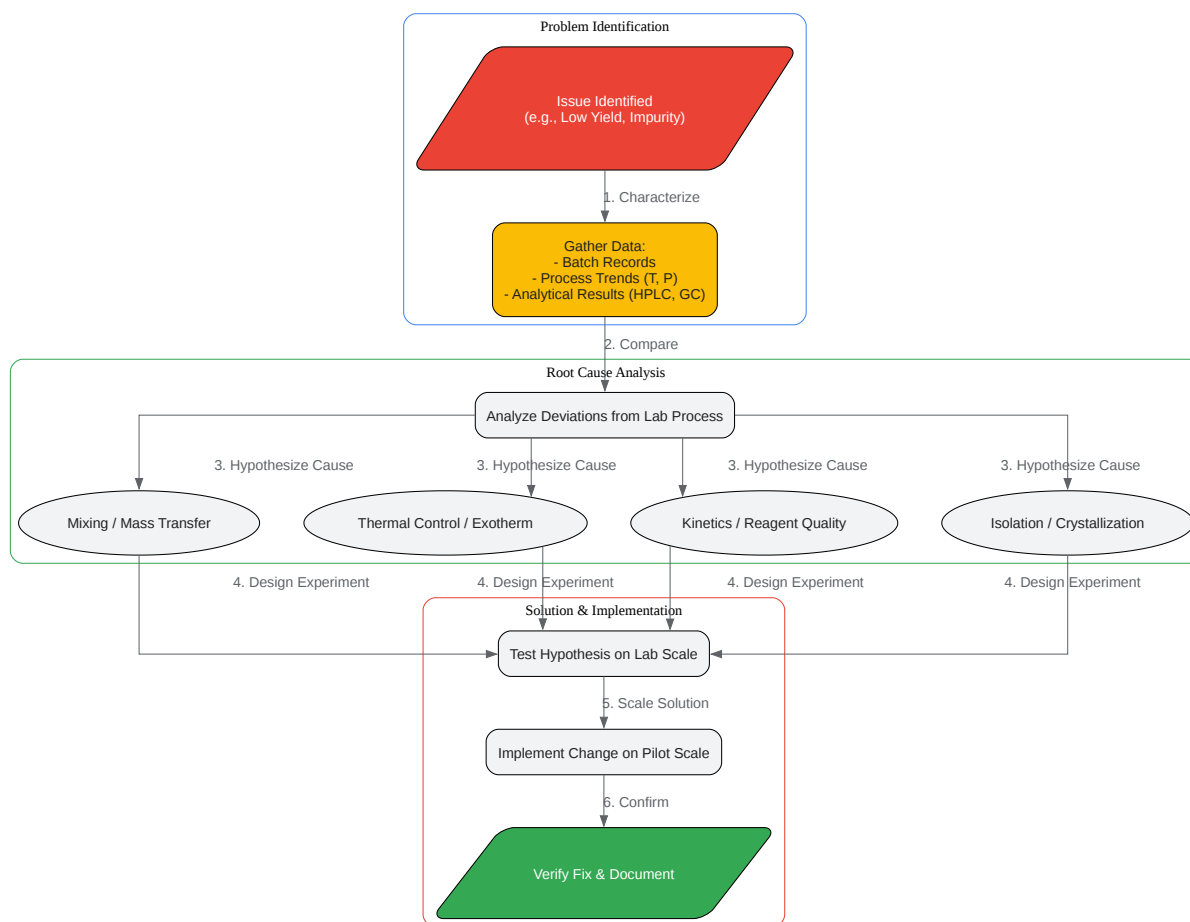 Problem Identification
Issue Identified
(e.g., Low Yield, Impurity)
1. Characterize
Gather Data:
- Batch Records
- Process Trends (T, P)
- Analytical Results (HPLC, GC)
2. Compare
Root Cause Analysis
Analyze Deviations from Lab Process
3. Hypothesize Cause
3. Hypothesize Cause
3. Hypothesize Cause
3. Hypothesize Cause
Mixing / Mass Transfer
Thermal Control / Exotherm
Kinetics / Reagent Quality
Isolation / Crystallization
4. Design Experiment
4. Design Experiment
4. Design Experiment
4. Design Experiment
Solution & Implementation
Test Hypothesis on Lab Scale
5. Scale Solution
Implement Change on Pilot Scale
6. Confirm
Verify Fix & Document